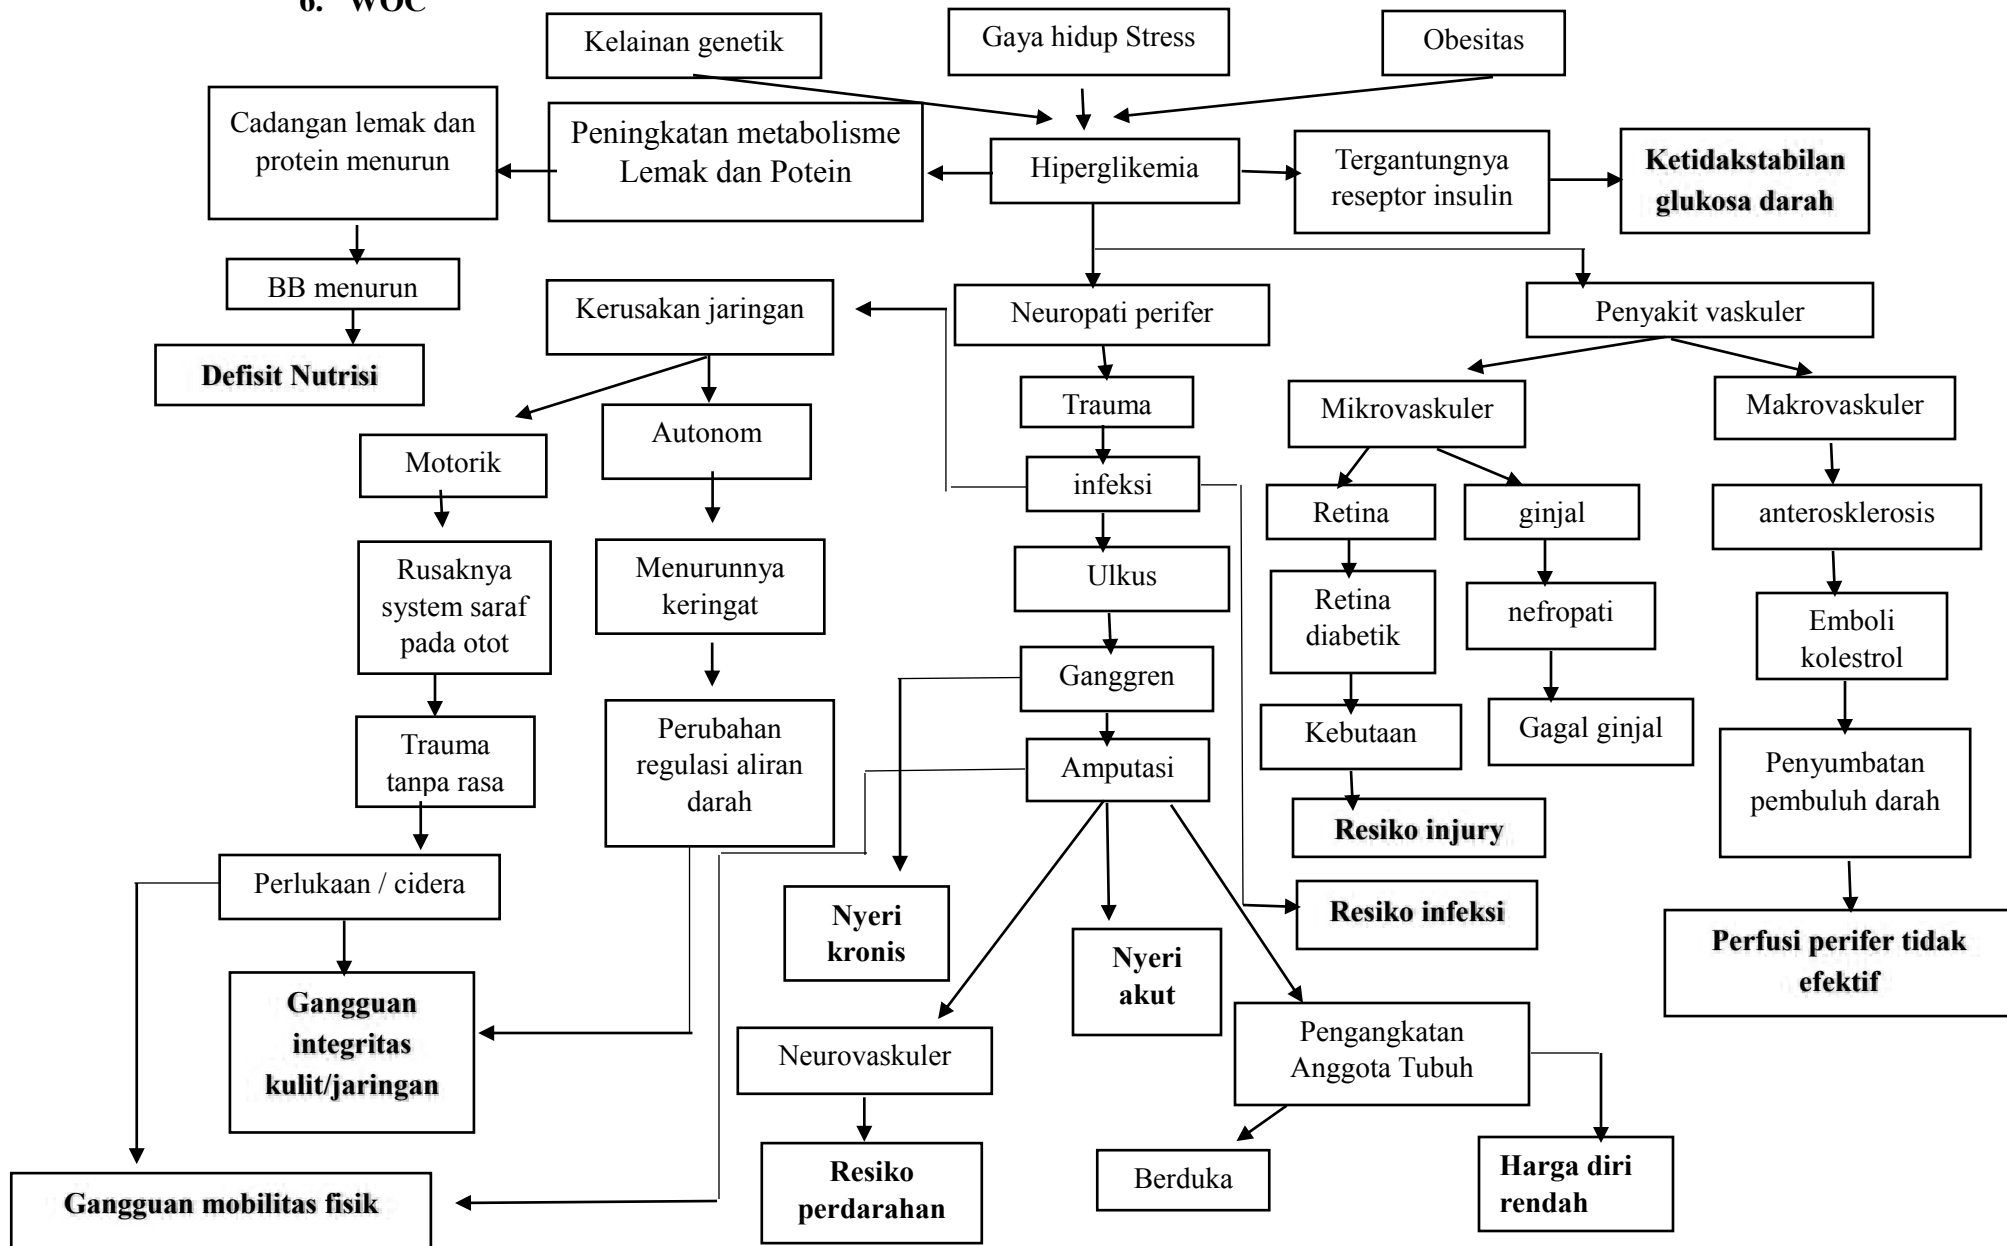 6. WOC
Kelainan genetik
Gaya hidup Stress
Obesitas
Cadangan lemak dan
protein menurun
Peningkatan metabolisme
Lemak dan Potein
Hiperglikemia
Tergantungnya
reseptor insulin
Ketidakstabilan
glukosa darah
BB menurun
Kerusakan jaringan
Neuropati perifer
Penyakit vaskuler
Defisit Nutrisi
Motorik
Autonom
Trauma
Mikrovaskuler
Makrovaskuler
infeksi
Retina
ginjal
anterosklerosis
Rusaknya
system saraf
pada otot
Menurunnya
keringat
Ulkus
Retina
diabetik
nefropati
Emboli
kolestrol
Trauma
tanpa rasa
Perubahan
regulasi aliran
darah
Ganggren
Kebutaan
Gagal ginjal
Amputasi
Penyumbatan
pembuluh darah
Resiko injury
Perlukaan / cidera
Nyeri
kronis
Nyeri
akut
Resiko infeksi
Perfusi perifer tidak
efektif
Gangguan
integritas
kulit/jaringan
Neurovaskuler
Pengangkatan
Anggota Tubuh
Gangguan mobilitas fisik
Resiko
perdarahan
Berduka
Harga diri
rendah